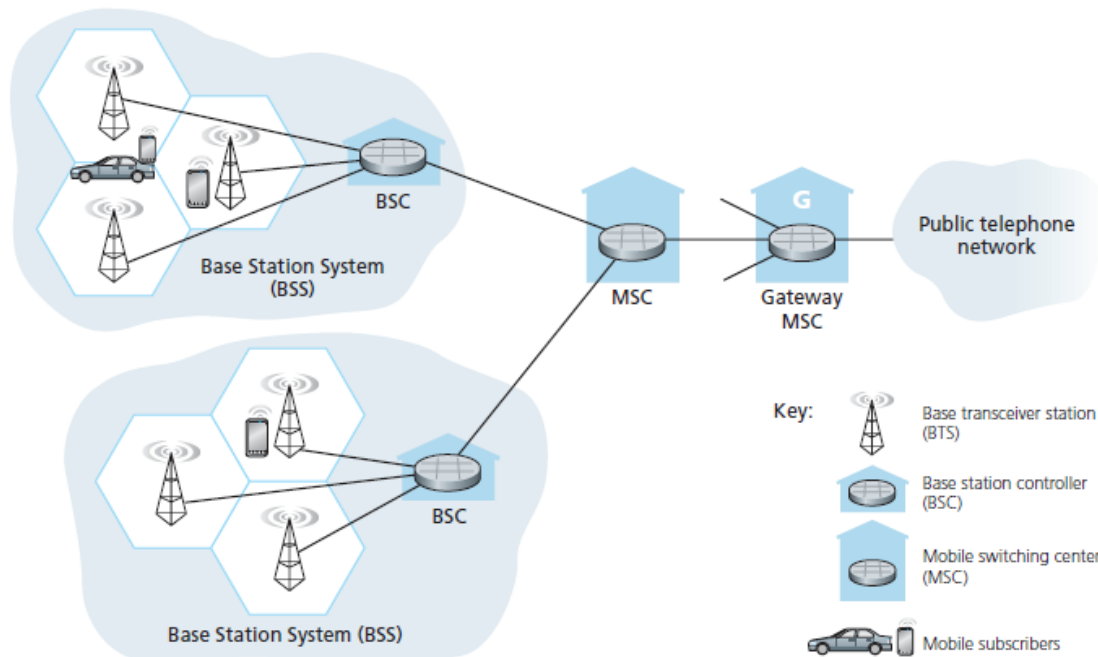 BSC
Base Station System
(BSS)
MSC
G
Gateway
MSC
Public telephone
network
BSC
Base Station System (BSS)
Key:
Base transceiver station
(BTS)
Base station controller
(BSC)
Mobile switching center
(MSC)
Mobile subscribers